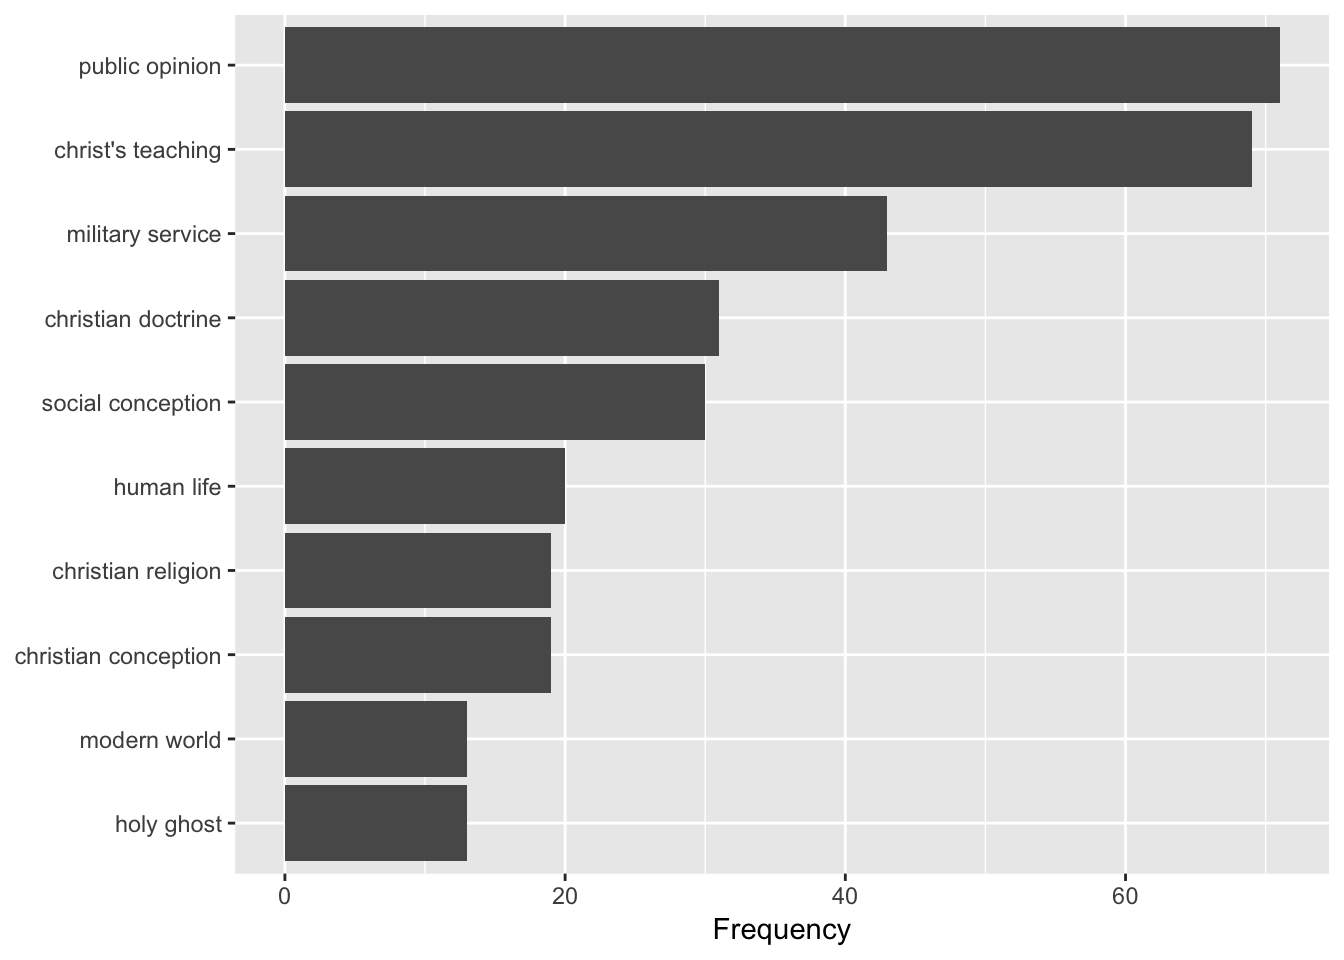 public opinion
christ's teaching
military service
christian doctrine
social conception
human life
christian religion
christian conception
modern world
holy ghost
0 20 40 60
Frequency